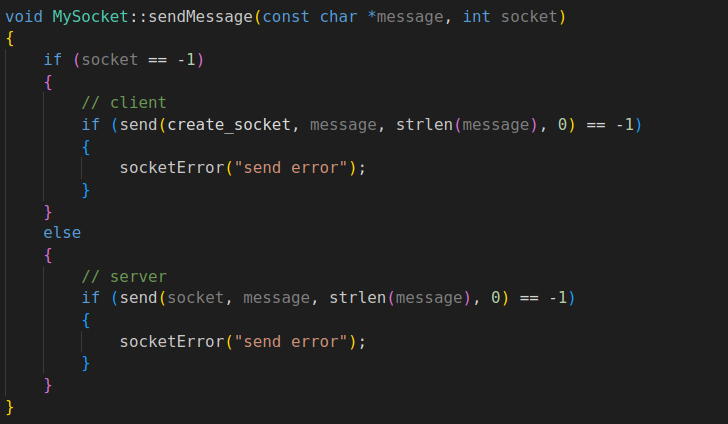 void MySocket::sendMessage(const char *message, int socket)
{
    if (socket == -1)
    {
        // client
        if (send(create_socket, message, strlen(message), 0) == -1)
        {
            socketError("send error");
        }
    }
    else
    {
        // server
        if (send(socket, message, strlen(message), 0) == -1)
        {
            socketError("send error");
        }
    }
}